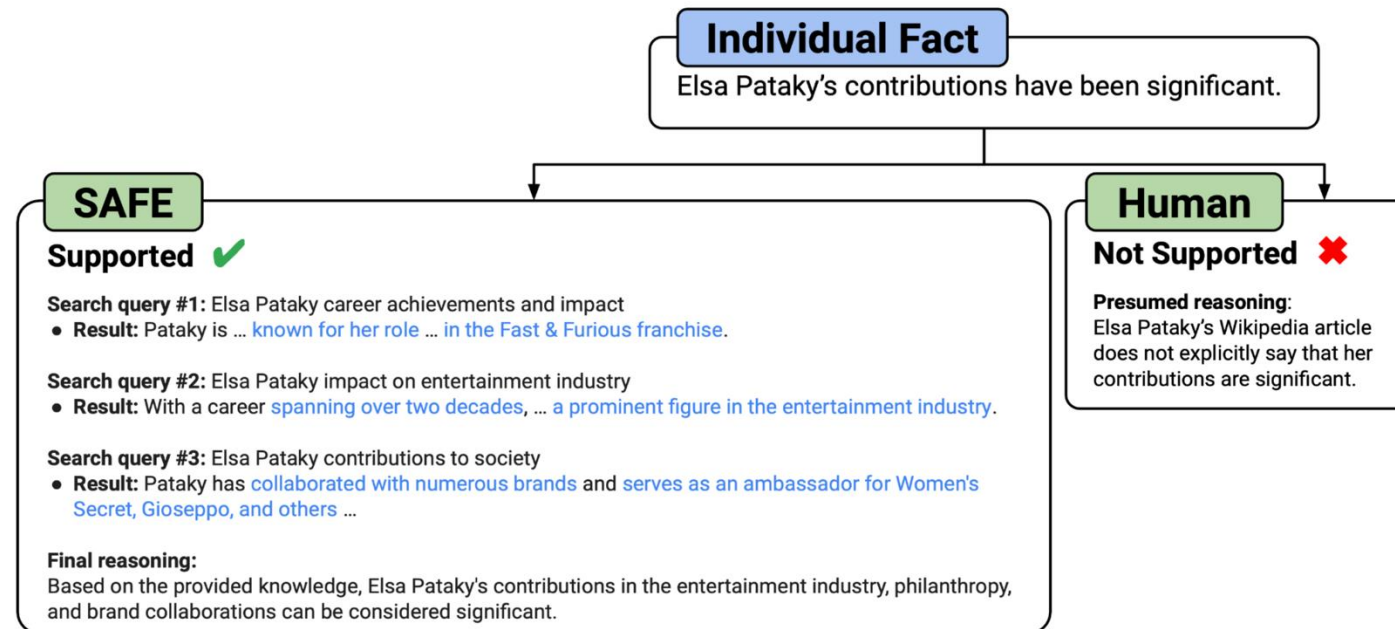 Individual Fact
Elsa Pataky’s contributions have been significant.
SAFE
Supported ✔
Search query #1: Elsa Pataky career achievements and impact
● Result: Pataky is ... known for her role ... in the Fast & Furious franchise.
Search query #2: Elsa Pataky impact on entertainment industry
● Result: With a career spanning over two decades, ... a prominent figure in the entertainment industry.
Search query #3: Elsa Pataky contributions to society
● Result: Pataky has collaborated with numerous brands and serves as an ambassador for Women's
Secret, Gioseppo, and others ...
Final reasoning:
Based on the provided knowledge, Elsa Pataky's contributions in the entertainment industry, philanthropy,
and brand collaborations can be considered significant.
Human
Not Supported ✖
Presumed reasoning:
Elsa Pataky’s Wikipedia article
does not explicitly say that her
contributions are significant.